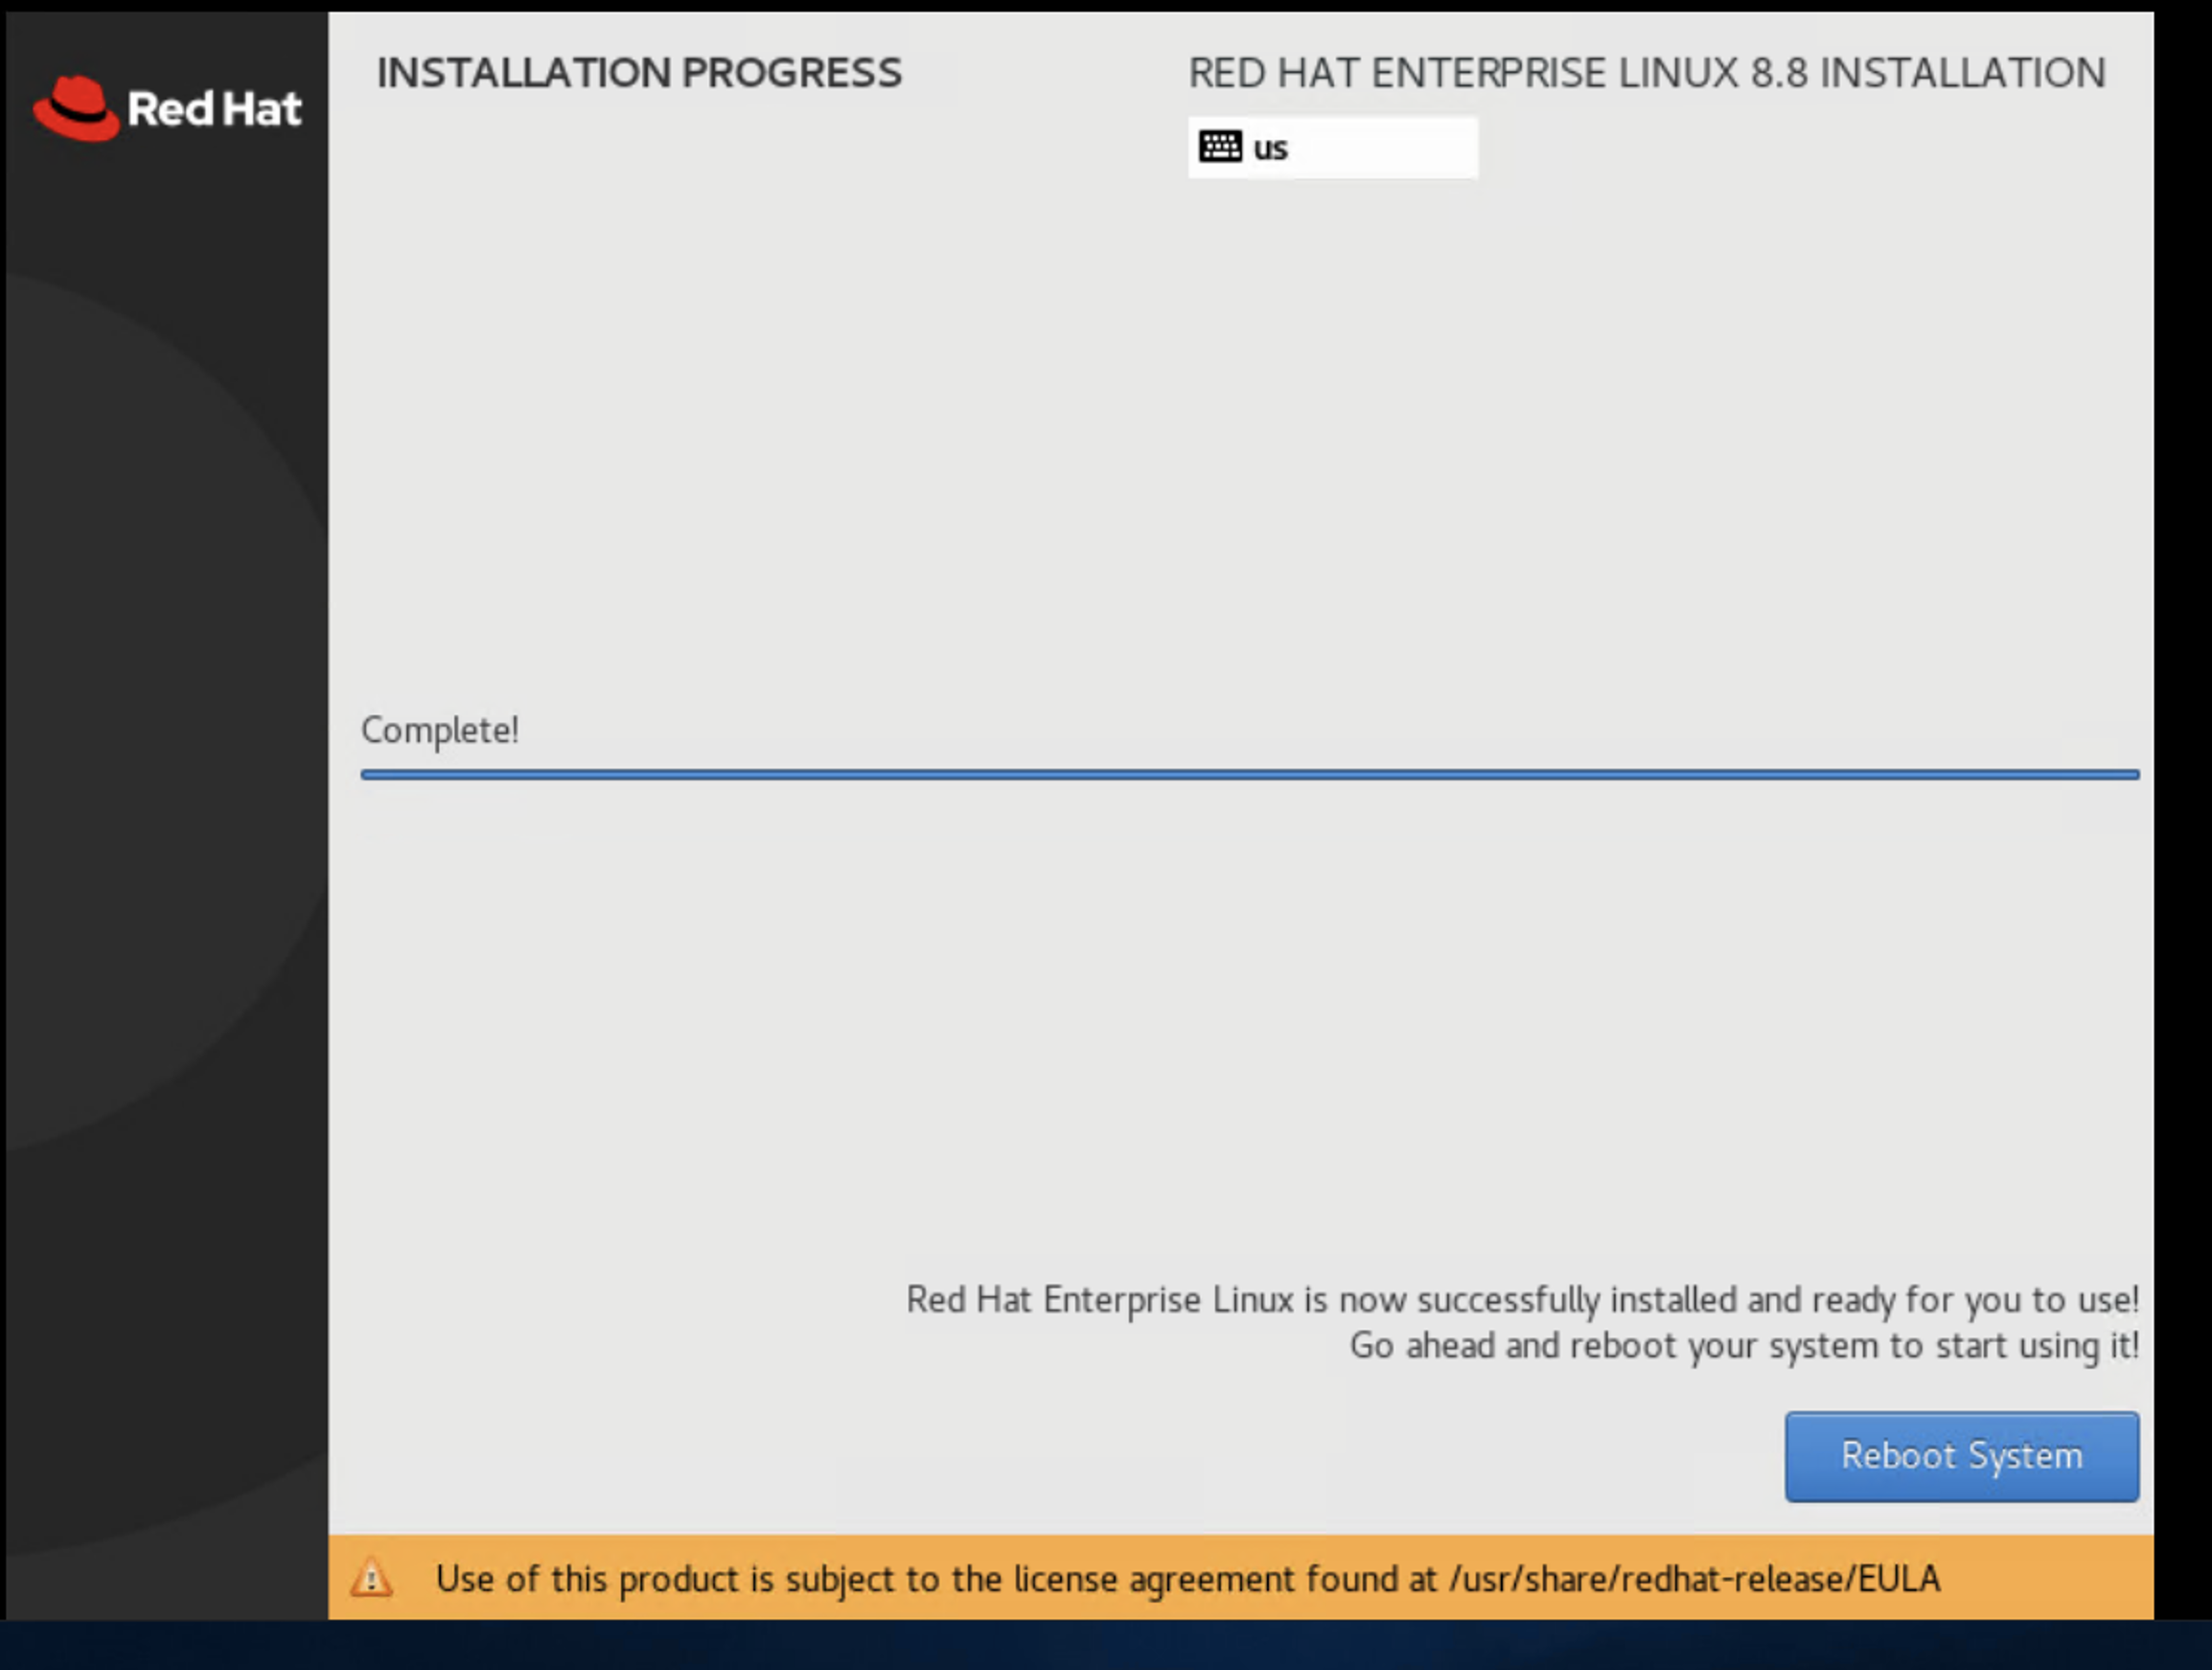 Red Hat
INSTALLATION PROGRESS
RED HAT ENTERPRISE LINUX 8.8 INSTALLATION
us
Complete!
Red Hat Enterprise Linux is now successfully installed and ready for you to use!
Go ahead and reboot your system to start using it!
Reboot System
Use of this product is subject to the license agreement found at /usr/share/redhat-release/EULA